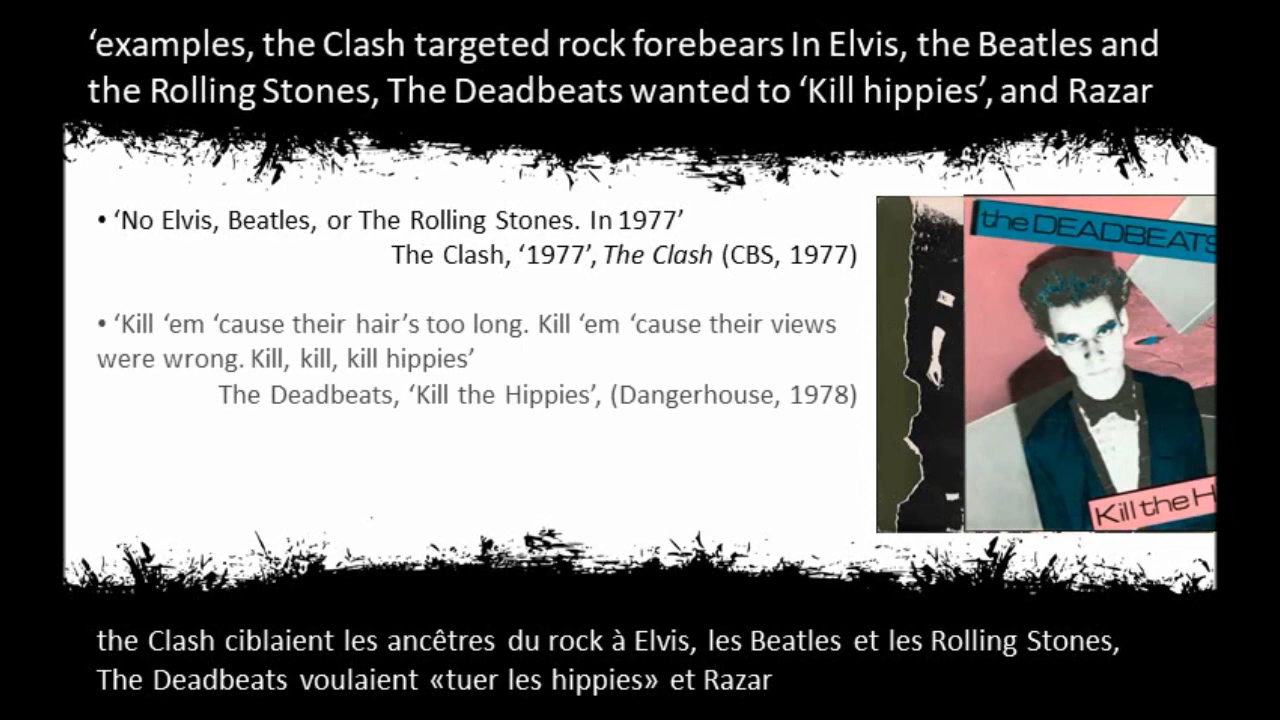 ‘examples, the Clash targeted rock forebears In Elvis, the Beatles and
the Rolling Stones, The Deadbeats wanted to ‘Kill hippies’, and Razar
• ‘No Elvis, Beatles, or The Rolling Stones. In 1977’
The Clash, ‘1977’, The Clash (CBS, 1977)
• ‘Kill ‘em ‘cause their hair’s too long. Kill ‘em ‘cause their views
were wrong. Kill, kill, kill hippies’
The Deadbeats, ‘Kill the Hippies’, (Dangerhouse, 1978)
the DEADBEATS
Kill the H
the Clash ciblaient les ancêtres du rock à Elvis, les Beatles et les Rolling Stones,
The Deadbeats voulaient «tuer les hippies» et Razar